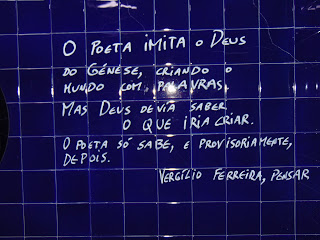 O POETA IMITA O DEUS
DO GÉNESE, CRIANDO O
MUNDO COM PALAVRAS.
MAS DEUS DEVIA SABER
O QUE IRIA CRIAR.
O POETA SÓ SABE, E PROVISORIAMENTE,
DEPOIS.
VERGÍLIO FERREIRA, PENSAR